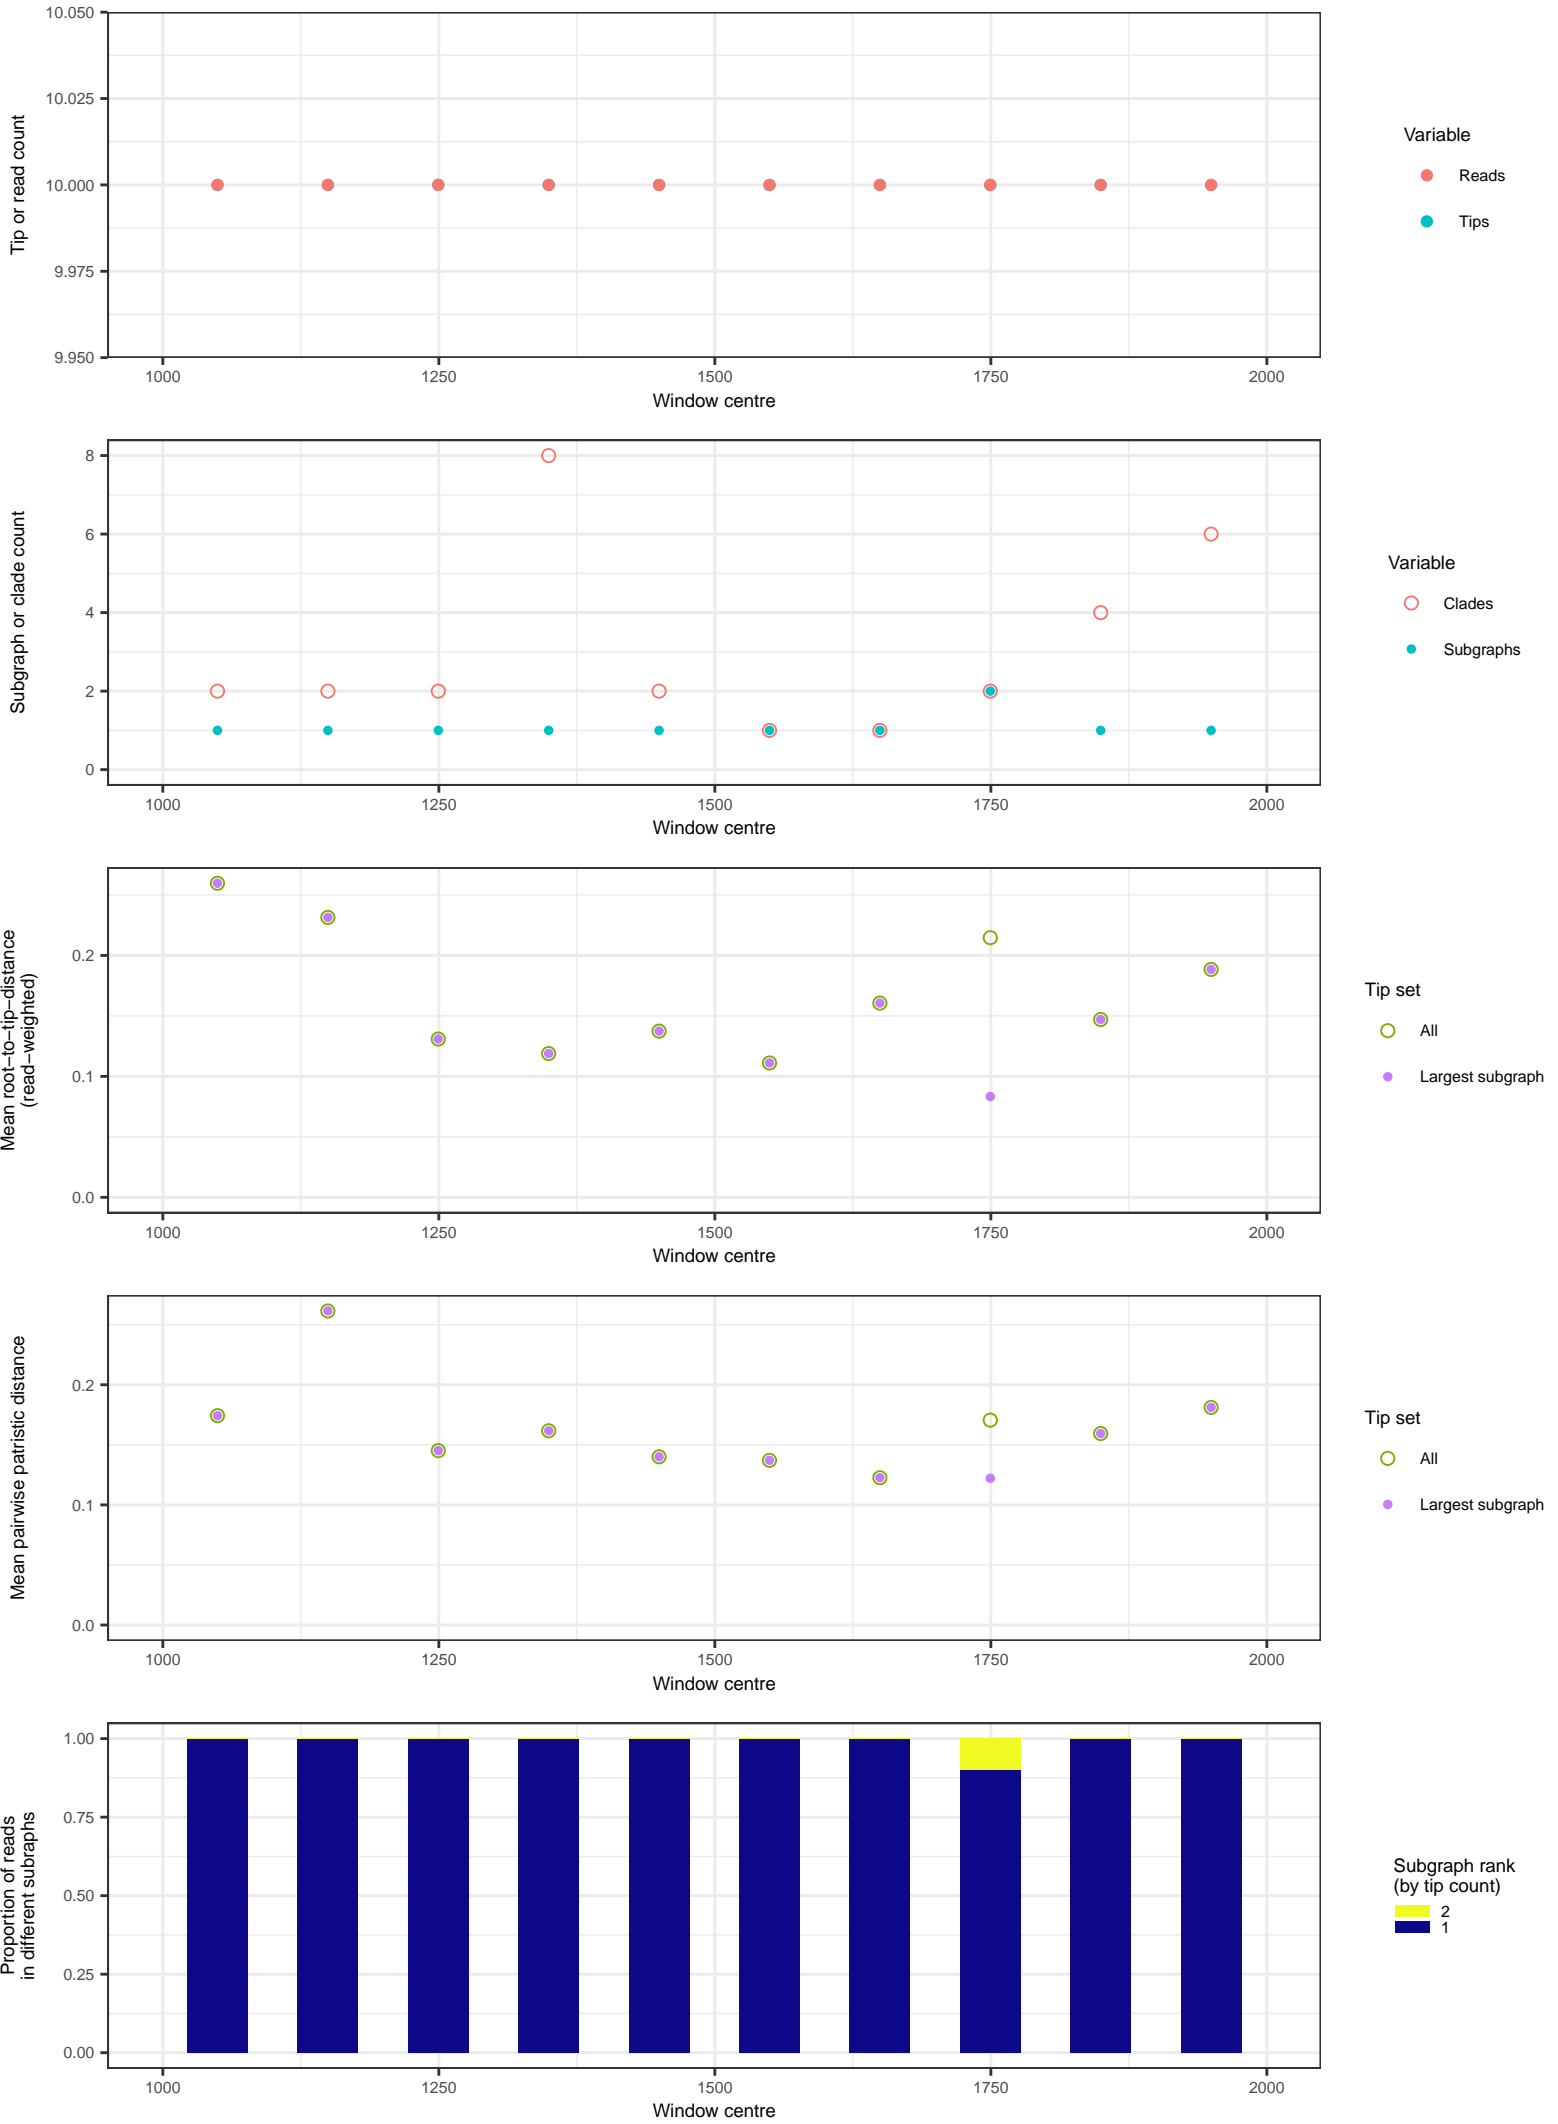 10.050
10.025
10.000
9.975
9.950
Tip or read count
1000 1250 1500 1750 2000
Window centre
Variable
Reads
Tips
8
6
4
2
0
Subgraph or clade count
1000 1250 1500 1750 2000
Window centre
Variable
Clades
Subgraphs
0.2
0.1
0.0
Mean root−to−tip−distance
(read−weighted)
1000 1250 1500 1750 2000
Window centre
Tip set
All
Largest subgraph
0.2
0.1
0.0
Mean pairwise patristic distance
1000 1250 1500 1750 2000
Window centre
Tip set
All
Largest subgraph
1.00
0.75
0.50
0.25
0.00
Proportion of reads
in different subraphs
1000 1250 1500 1750 2000
Window centre
Subgraph rank
(by tip count)
2
1